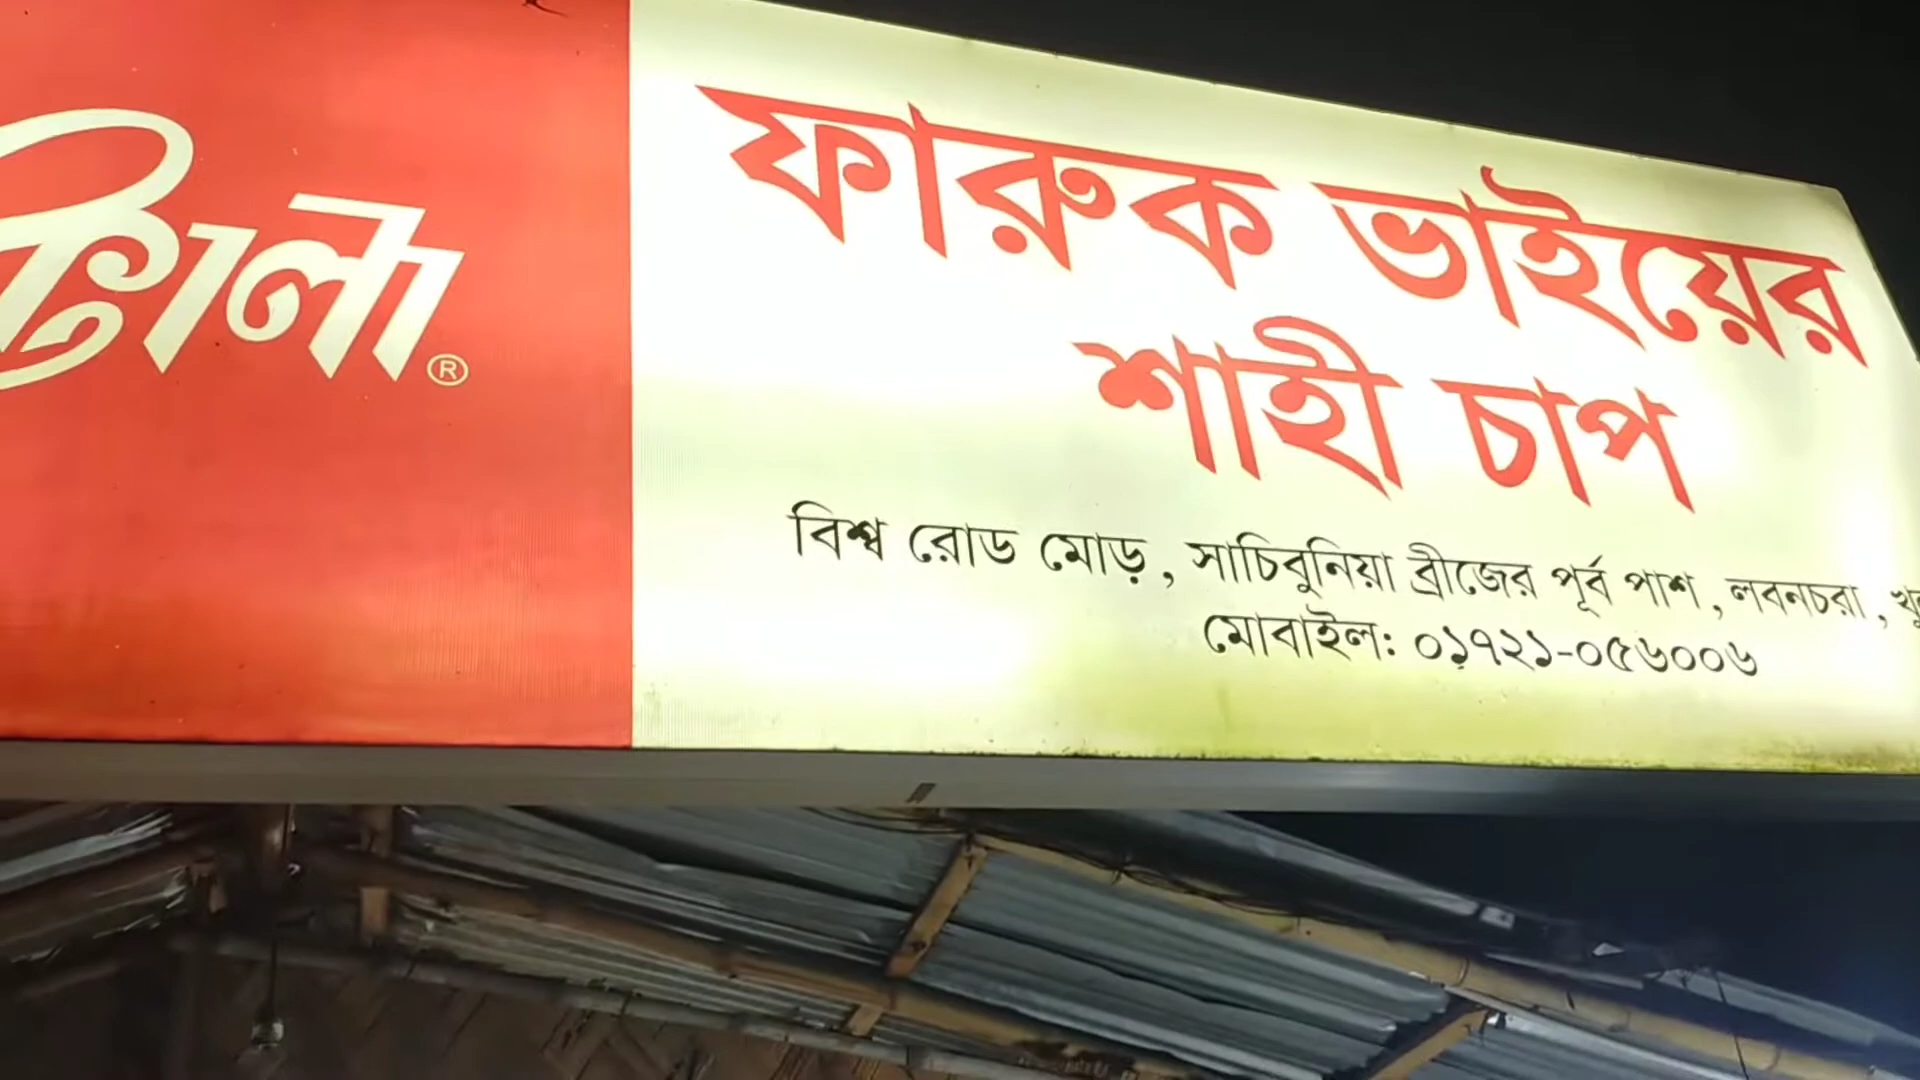 ফারুক ভাইয়ের
শাহী চাপ
বিশ্ব রোড মোড়, সাচিবুনিয়া ব্রীজের পূর্ব পাশ, লবনচরা,
মোবাইল: ০১৭২১-০৫৬০০৬
®